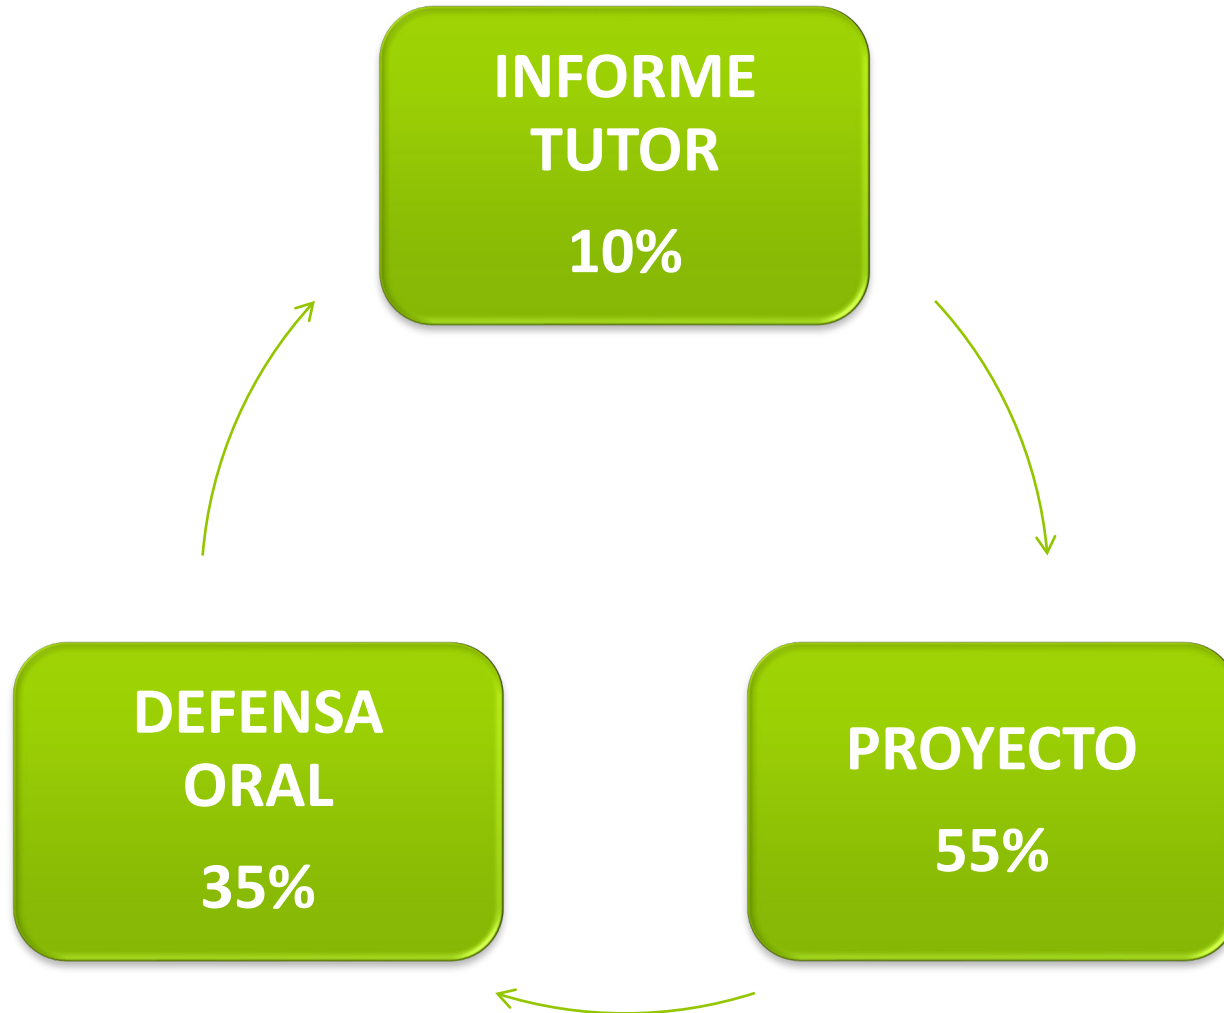 INFORME
TUTOR
10%
PROYECTO
55%
DEFENSA
ORAL
35%